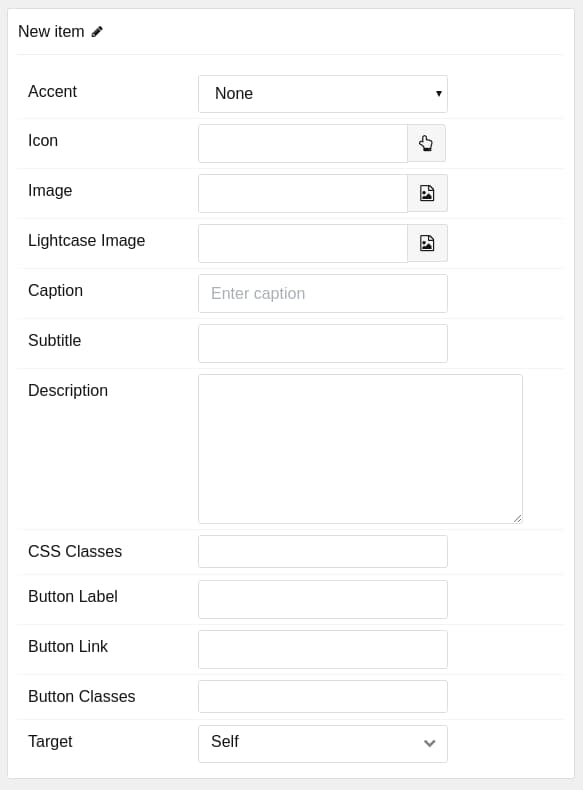 New item
Accent None
Icon
Image
Lightcase Image
Caption Enter caption
Subtitle
Description
CSS Classes
Button Label
Button Link
Button Classes
Target Self